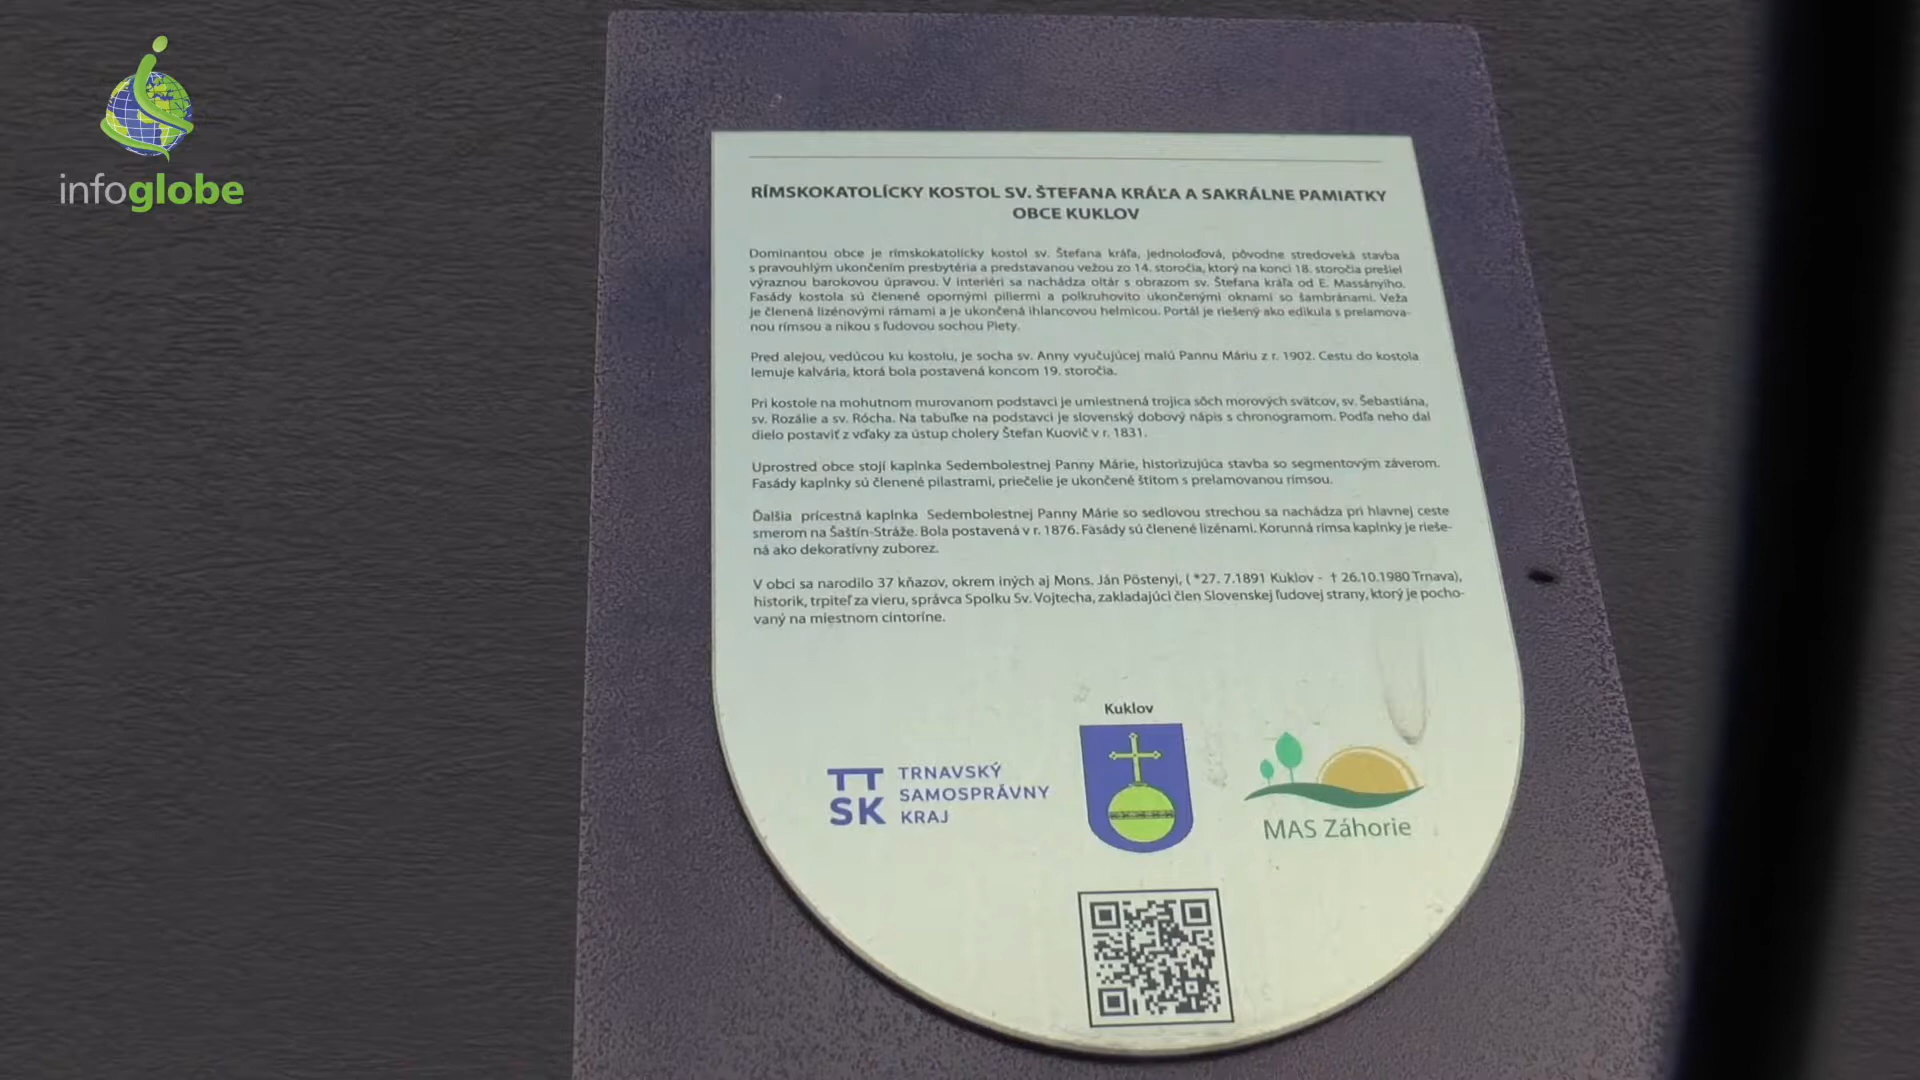 infoglobe
RÍMSKOKATOLÍCKY KOSTOL SV. ŠTEFANA KRÁĽA A SAKRÁLNE PAMIATKY
OBCE KUKLOV
Dominantou obce je rímskokatolícky kostol sv. Štefana kráľa, jednoloďová, pôvodne stredoveká stavba
s pravouhlým ukončením presbytéria a predstavanou vežou zo 14. storočia, ktorý na konci 18. storočia prešiel
výraznou barokovou úpravou. V interiéri sa nachádza oltár s obrazom sv. Štefana kráľa od E. Massányiho.
Fasády kostola sú členené opornými piliermi a polkruhovito ukončenými oknami so šambránami. Veža
je členená lizénovými rámami a je ukončená ihlancovou helmicou. Portál je riešený ako edikula s prelamova-
nou rímsou a nikou s ľudovou sochou Piety.
Pred alejou, vedúcou ku kostolu, je socha sv. Anny vyučujúcej malú Pannu Máriu z r. 1902. Cestu do kostola
lemuje kalvária, ktorá bola postavená koncom 19. storočia.
Pri kostole na mohutnom murovanom podstavci je umiestnená trojica sôch morových svätcov, sv. Šebastiána,
sv. Rozálie a sv. Rócha. Na tabuľke na podstavci je slovenský dobový nápis s chronogramom. Podľa neho dal
dielo postaviť z vďaky za ústup cholery Štefan Kuovič v r. 1831.
Uprostred obce stojí kaplnka Sedembolestnej Panny Márie, historizujúca stavba so segmentovým záverom.
Fasády kaplnky sú členené pilastrami, priečelie je ukončené štítom s prelamovanou rímsou.
Ďalšia prícestná kaplnka Sedembolestnej Panny Márie so sedlovou strechou sa nachádza pri hlavnej ceste
smerom na Šaštín-Stráže. Bola postavená v r. 1876. Fasády sú členené lizénami. Korunná rímsa kaplnky je rieše-
ná ako dekoratívny zuborez.
V obci sa narodilo 37 kňazov, okrem iných aj Mons. Ján Pöstenyi, ( *27. 7.1891 Kuklov - † 26.10.1980 Trnava),
historik, trpiteľ za vieru, správca Spolku Sv. Vojtecha, zakladajúci člen Slovenskej ľudovej strany, ktorý je pocho-
vaný na miestnom cintoríne.
Kuklov
TT SK TRNAVSKÝ SAMOSPRÁVNY KRAJ
MAS Záhorie